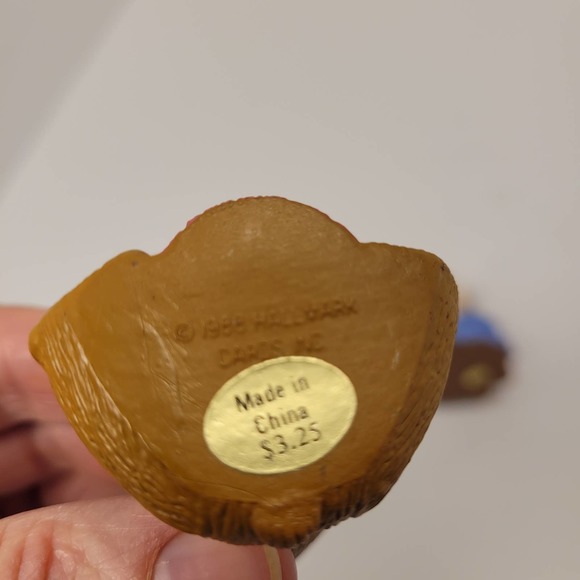 © 1988 HALLMARK
CARDS, INC.
Made in
China
$3.25